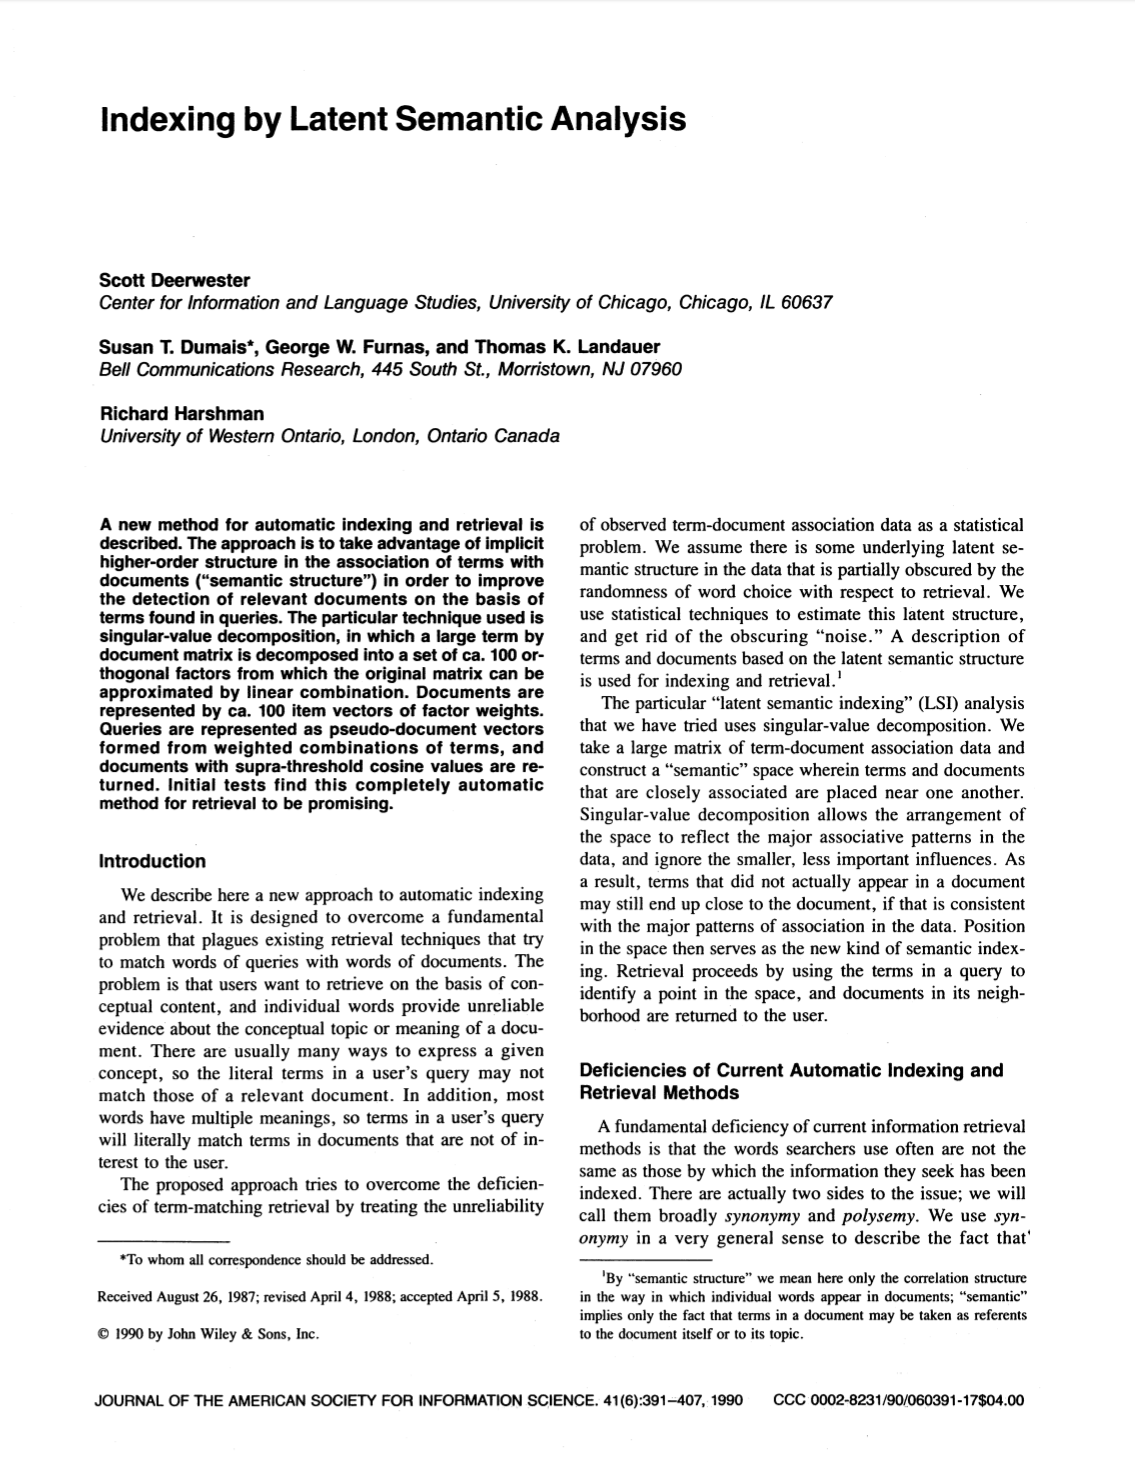 Indexing by Latent Semantic Analysis
Scott Deerwester
Center for Information and Language Studies, University of Chicago, Chicago, IL 60637
Susan T. Dumais*, George W. Furnas, and Thomas K. Landauer
Bell Communications Research, 445 South St., Morristown, NJ 07960
Richard Harshman
University of Western Ontario, London, Ontario Canada
A new method for automatic indexing and retrieval is
described. The approach is to take advantage of implicit
higher-order structure in the association of terms with
documents (“semantic structure”) in order to improve
the detection of relevant documents on the basis of
terms found in queries. The particular technique used is
singular-value decomposition, in which a large term by
document matrix is decomposed into a set of ca. 100 or-
thogonal factors from which the original matrix can be
approximated by linear combination. Documents are
represented by ca. 100 item vectors of factor weights.
Queries are represented as pseudo-document vectors
formed from weighted combinations of terms, and
documents with supra-threshold cosine values are re-
turned. Initial tests find this completely automatic
method for retrieval to be promising.
Introduction
We describe here a new approach to automatic indexing
and retrieval. It is designed to overcome a fundamental
problem that plagues existing retrieval techniques that try
to match words of queries with words of documents. The
problem is that users want to retrieve on the basis of con-
ceptual content, and individual words provide unreliable
evidence about the conceptual topic or meaning of a docu-
ment. There are usually many ways to express a given
concept, so the literal terms in a user’s query may not
match those of a relevant document. In addition, most
words have multiple meanings, so terms in a user’s query
will literally match terms in documents that are not of in-
terest to the user.
The proposed approach tries to overcome the deficien-
cies of term-matching retrieval by treating the unreliability
*To whom all correspondence should be addressed.
Received August 26, 1987; revised April 4, 1988; accepted April 5, 1988.
© 1990 by John Wiley & Sons, Inc.
of observed term-document association data as a statistical
problem. We assume there is some underlying latent se-
mantic structure in the data that is partially obscured by the
randomness of word choice with respect to retrieval. We
use statistical techniques to estimate this latent structure,
and get rid of the obscuring “noise.” A description of
terms and documents based on the latent semantic structure
is used for indexing and retrieval.¹
The particular “latent semantic indexing” (LSI) analysis
that we have tried uses singular-value decomposition. We
take a large matrix of term-document association data and
construct a “semantic” space wherein terms and documents
that are closely associated are placed near one another.
Singular-value decomposition allows the arrangement of
the space to reflect the major associative patterns in the
data, and ignore the smaller, less important influences. As
a result, terms that did not actually appear in a document
may still end up close to the document, if that is consistent
with the major patterns of association in the data. Position
in the space then serves as the new kind of semantic index-
ing. Retrieval proceeds by using the terms in a query to
identify a point in the space, and documents in its neigh-
borhood are returned to the user.
Deficiencies of Current Automatic Indexing and
Retrieval Methods
A fundamental deficiency of current information retrieval
methods is that the words searchers use often are not the
same as those by which the information they seek has been
indexed. There are actually two sides to the issue; we will
call them broadly synonymy and polysemy. We use syn-
onymy in a very general sense to describe the fact that
¹By “semantic structure” we mean here only the correlation structure
in the way in which individual words appear in documents; “semantic”
implies only the fact that terms in a document may be taken as referents
to the document itself or to its topic.
JOURNAL OF THE AMERICAN SOCIETY FOR INFORMATION SCIENCE. 41(6):391–407, 1990 CCC 0002-8231/90/060391-17$04.00